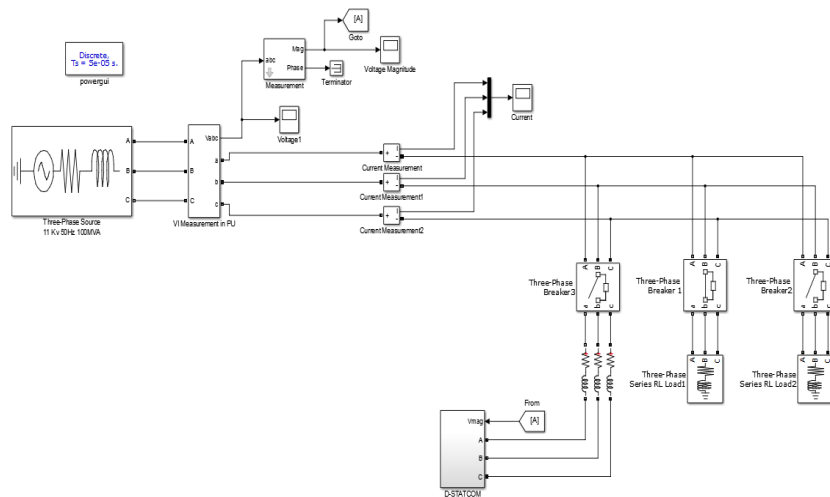 [A]
Goto
Discrete,
Ts = 5e-05 s.
powergui
abc
Mag
Phase
Measurement
Terminator
Voltage Magnitude
Voltage1
Current
A
B
C
Three-Phase Source
11 Kv 50Hz 100MVA
A
B
C
Vabc
a
b
c
VI Measurement in PU
+
i
-
Current Measurement
+
i
-
Current Measurement1
+
i
-
Current Measurement2
A
B
C
a
b
c
Three-Phase
Breaker3
A
B
C
a
b
c
Three-Phase
Breaker 1
A
B
C
a
b
c
Three-Phase
Breaker2
A
B
C
Three-Phase
Series RL Load1
A
B
C
Three-Phase
Series RL Load2
From
[A]
Vmag
A
B
C
D-STATCOM